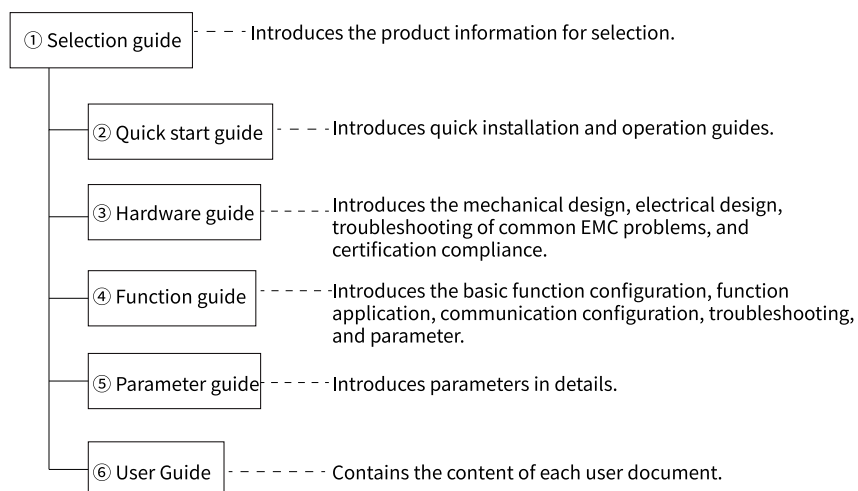 ① Selection guide
Introduces the product information for selection.
② Quick start guide
Introduces quick installation and operation guides.
③ Hardware guide
Introduces the mechanical design, electrical design,
troubleshooting of common EMC problems, and
certification compliance.
④ Function guide
Introduces the basic function configuration, function
application, communication configuration, troubleshooting,
and parameter.
⑤ Parameter guide
Introduces parameters in details.
⑥ User Guide
Contains the content of each user document.